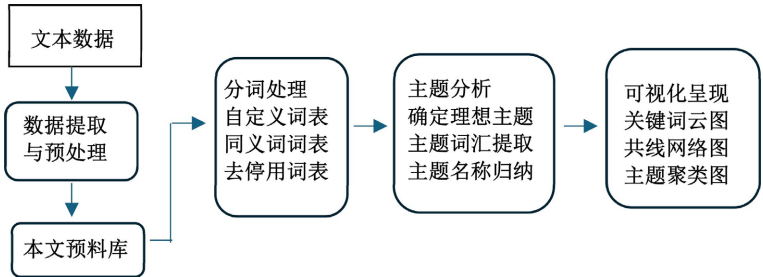 文本数据
数据提取
与预处理
本文预料库
分词处理
自定义词表
同义词词表
去停用词表
主题分析
确定理想主题
主题词汇提取
主题名称归纳
可视化呈现
关键词云图
共线网络图
主题聚类图